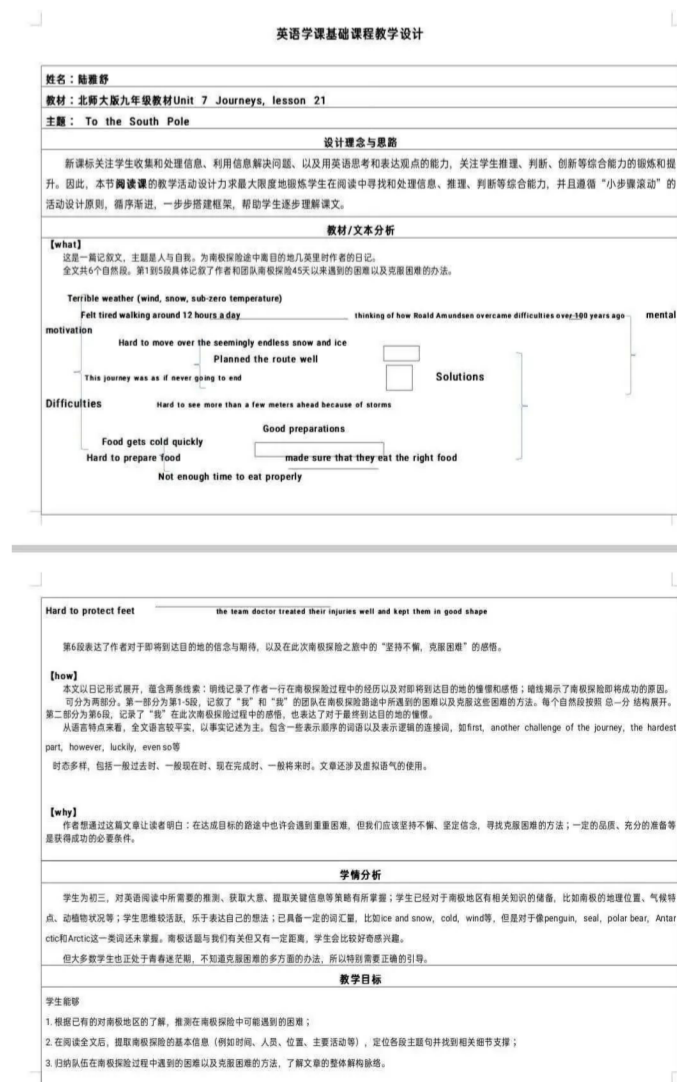 英语学课基础课程教学设计
姓名：陆雅舒
教材：北师大版九年级教材Unit 7 Journeys, lesson 21
主题： To the South Pole
设计理念与思路
新课标关注学生收集和处理信息、利用信息解决问题、以及用英语思考和表达观点的能力，关注学生推理、判断、创新等综合能力的锻炼和提
升。因此，本节阅读课的教学活动设计力求最大限度地锻炼学生在阅读中寻找和处理信息、推理、判断等综合能力，并且遵循“小步骤滚动”的
活动设计原则，循序渐进，一步步搭建框架，帮助学生逐步理解课文。
教材/文本分析
【what】
这是一篇记叙文，主题是人与自我。为南极探险途中离目的地几英里时作者的日记。
全文共6个自然段。第1到5段具体记叙了作者和团队南极探险45天以来遇到的困难以及克服困难的办法。
Terrible weather (wind, snow, sub-zero temperature)
Felt tired walking around 12 hours a day thinking of how Roald Amundsen overcame difficulties over 100 years ago mental
motivation
Hard to move over the seemingly endless snow and ice
Planned the route well
This journey was as if never going to end Solutions
Difficulties Hard to see more than a few meters ahead because of storms
Good preparations
Food gets cold quickly
Hard to prepare food made sure that they eat the right food
Not enough time to eat properly
Hard to protect feet the team doctor treated their injuries well and kept them in good shape
第6段表达了作者对于即将到达目的地的信念与期待，以及在此次南极探险之旅中的“坚持不懈，克服困难”的感悟。
【how】
本文以日记形式展开，蕴含两条线索：明线记录了作者一行在南极探险过程中的经历以及对即将到达目的地的憧憬和感悟；暗线揭示了南极探险即将成功的原因。
可分为两部分。第一部分为第1-5段，记叙了“我”和“我”的团队在南极探险路途中所遇到的困难以及克服这些困难的方法。每个自然段按照 总—分 结构展开。
第二部分为第6段，记录了“我”在此次南极探险过程中的感悟，也表达了对于最终到达目的地的憧憬。
从语言特点来看，全文语言较平实，以事实记述为主。包含一些表示顺序的词语以及表示逻辑的连接词，如first, another challenge of the journey, the hardest
part, however, luckily, even so等
时态多样，包括一般过去时、一般现在时、现在完成时、一般将来时。文章还涉及虚拟语气的使用。
【why】
作者想通过这篇文章让读者明白：在达成目标的路途中也许会遇到重重困难，但我们应该坚持不懈、坚定信念，寻找克服困难的方法；一定的品质、充分的准备等
是获得成功的必要条件。
学情分析
学生为初三，对英语阅读中所需要的推测、获取大意、提取关键信息等策略有所掌握；学生已经对于南极地区有相关知识的储备，比如南极的地理位置、气候特
点、动植物状况等；学生思维较活跃，乐于表达自己的想法；已具备一定的词汇量，比如ice and snow, cold, wind等，但是对于像penguin, seal, polar bear, Antar
ctic和Arctic这一类词还未掌握。南极话题与我们有关但又有一定距离，学生会比较好奇感兴趣。
但大多数学生也正处于青春迷茫期，不知道克服困难的多方面的办法，所以特别需要正确的引导。
教学目标
学生能够
1. 根据已有的对南极地区的了解，推测在南极探险中可能遇到的困难；
2. 在阅读全文后，提取南极探险的基本信息（例如时间、人员、位置、主要活动等），定位各段主题句并找到相关细节支撑；
3. 归纳队伍在南极探险过程中遇到的困难以及克服困难的方法，了解文章的整体解构脉络。